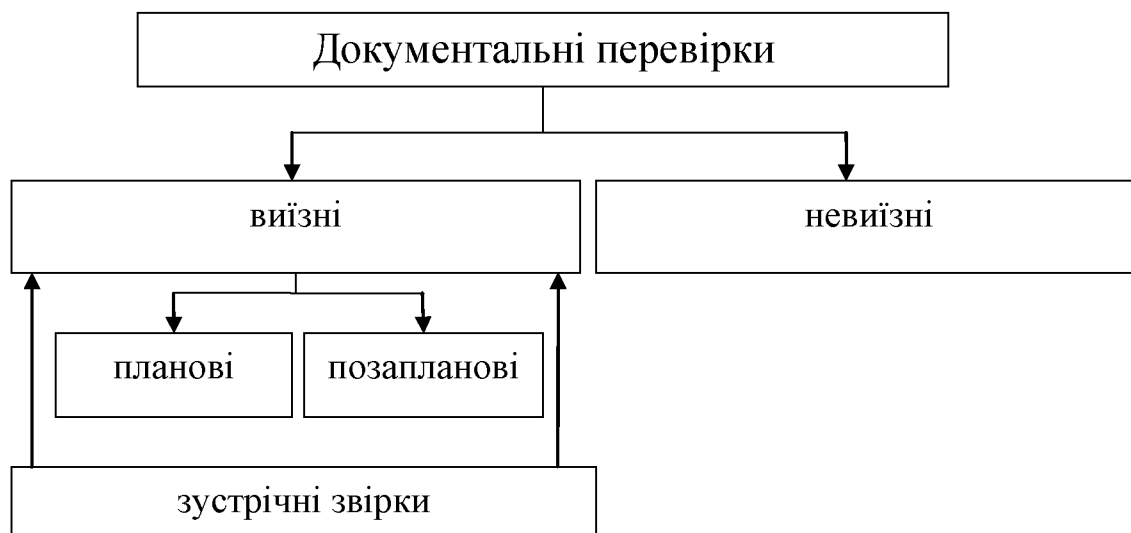 Документальні перевірки
виїзні
невиїзні
планові
позапланові
зустрічні звірки